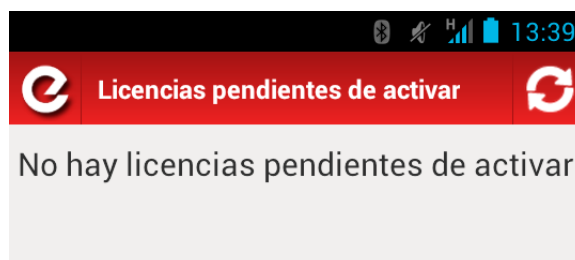 H 13:39
e Licencias pendientes de activar
No hay licencias pendientes de activar